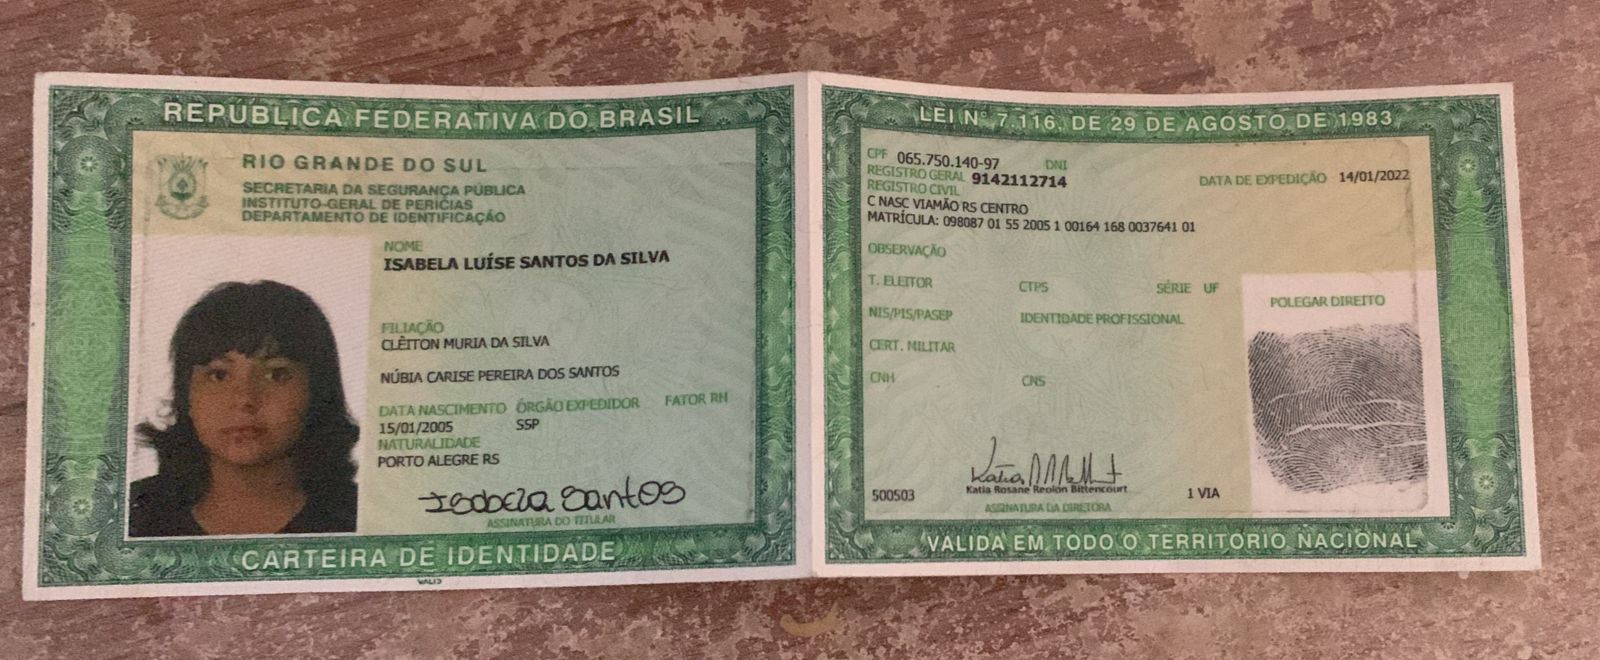 REPÚBLICA FEDERATIVA DO BRASIL
RIO GRANDE DO SUL
SECRETARIA DA SEGURANÇA PÚBLICA
INSTITUTO-GERAL DE PERÍCIAS
DEPARTAMENTO DE IDENTIFICAÇÃO
NOME
ISABELA LUÍSE SANTOS DA SILVA
FILIAÇÃO
CLÊITON MURIA DA SILVA
NÚBIA CARISE PEREIRA DOS SANTOS
DATA NASCIMENTO ÓRGÃO EXPEDIDOR FATOR RH
15/01/2005 SSP
NATURALIDADE
PORTO ALEGRE RS
Isabela Santos
ASSINATURA DO TITULAR
CARTEIRA DE IDENTIDADE
VALID
LEI Nº 7.116, DE 29 DE AGOSTO DE 1983
CPF 065.750.140-97 DNI
REGISTRO GERAL 9142112714 DATA DE EXPEDIÇÃO 14/01/2022
REGISTRO CIVIL
C NASC VIAMÃO RS CENTRO
MATRÍCULA: 098087 01 55 2005 1 00164 168 0037641 01
OBSERVAÇÃO
T. ELEITOR CTPS SÉRIE UF
POLEGAR DIREITO
NIS/PIS/PASEP IDENTIDADE PROFISSIONAL
CERT. MILITAR
CNH CNS
Katia Rosane Reolon Bittencourt
500503 1 VIA
ASSINATURA DA DIRETORA
VÁLIDA EM TODO O TERRITÓRIO NACIONAL